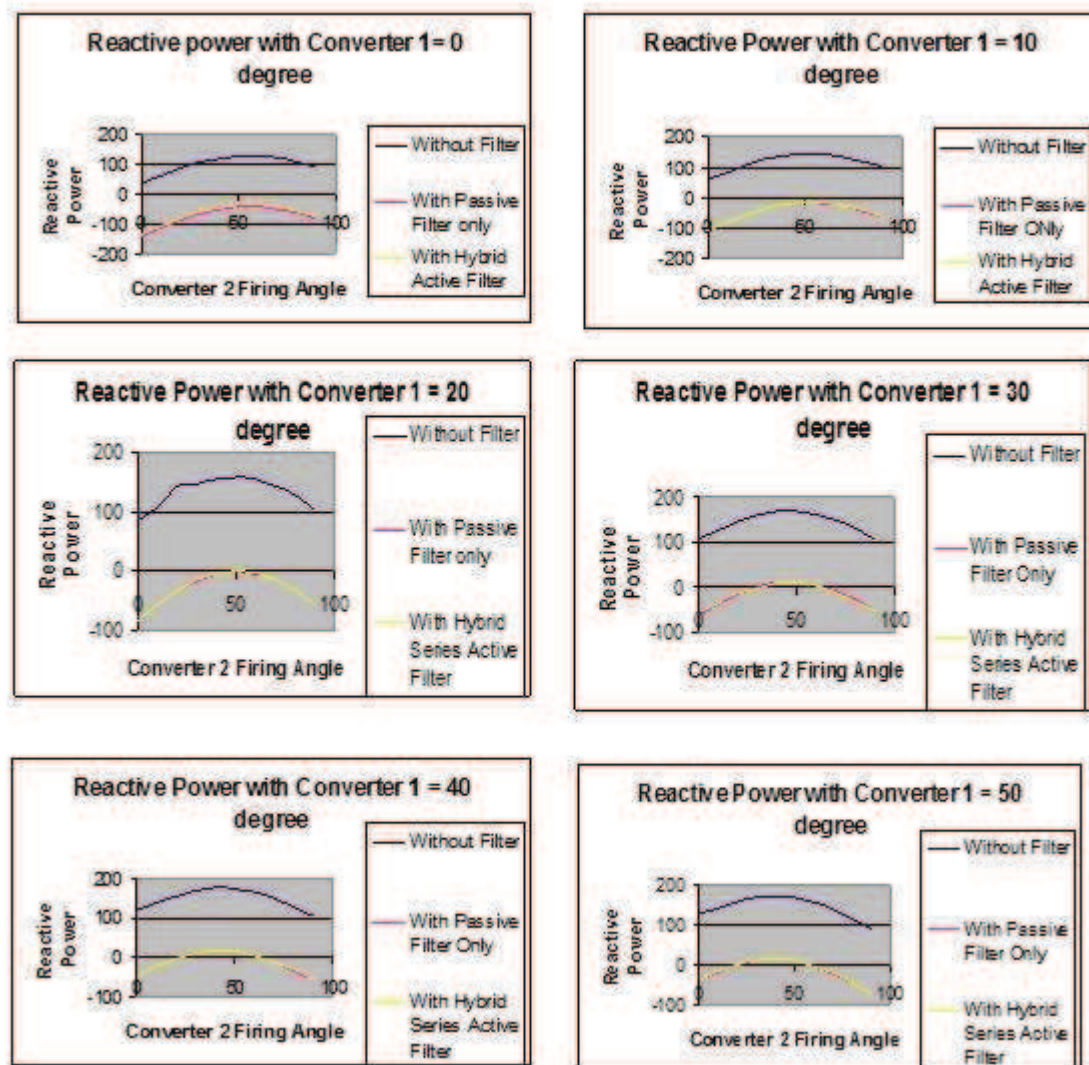 Reactive power with Converter 1= 0
degree
200
100
0
-100
-200
0
50
100
Reactive
Power
Converter 2 Firing Angle
Without Filter
With Passive
Filter only
With Hybrid
Active Filter
Reactive Power with Converter 1 = 10
degree
200
100
0
-100
-200
0
50
100
Reactive
Power
Converter 2 Firing Angle
Without Filter
With Passive
Filter ONly
With Hybrid
Active Filter
Reactive Power with Converter 1 = 20
degree
200
100
0
-100
0
50
100
Reactive
Power
Converter 2 Firing Angle
Without Filter
With Passive
Filter only
With Hybrid
Series Active
Filter
Reactive Power with Converter 1 = 30
degree
200
100
0
-100
0
50
100
Reactive
Power
Converter 2 Firing Angle
Without Filter
With Passive
Filter Only
With Hybrid
Series Active
Filter
Reactive Power with Converter 1 = 40
degree
200
100
0
-100
0
50
100
Reactive
Power
Converter 2 Firing Angle
Without Filter
With Passive
Filter Only
With Hybrid
Series Active
Filter
Reactive Power with Converter 1 = 50
degree
200
100
0
-100
0
50
100
Reactive
Power
Converter 2 Firing Angle
Without Filter
With Passive
Filter Only
With Hybrid
Series Active
Filter